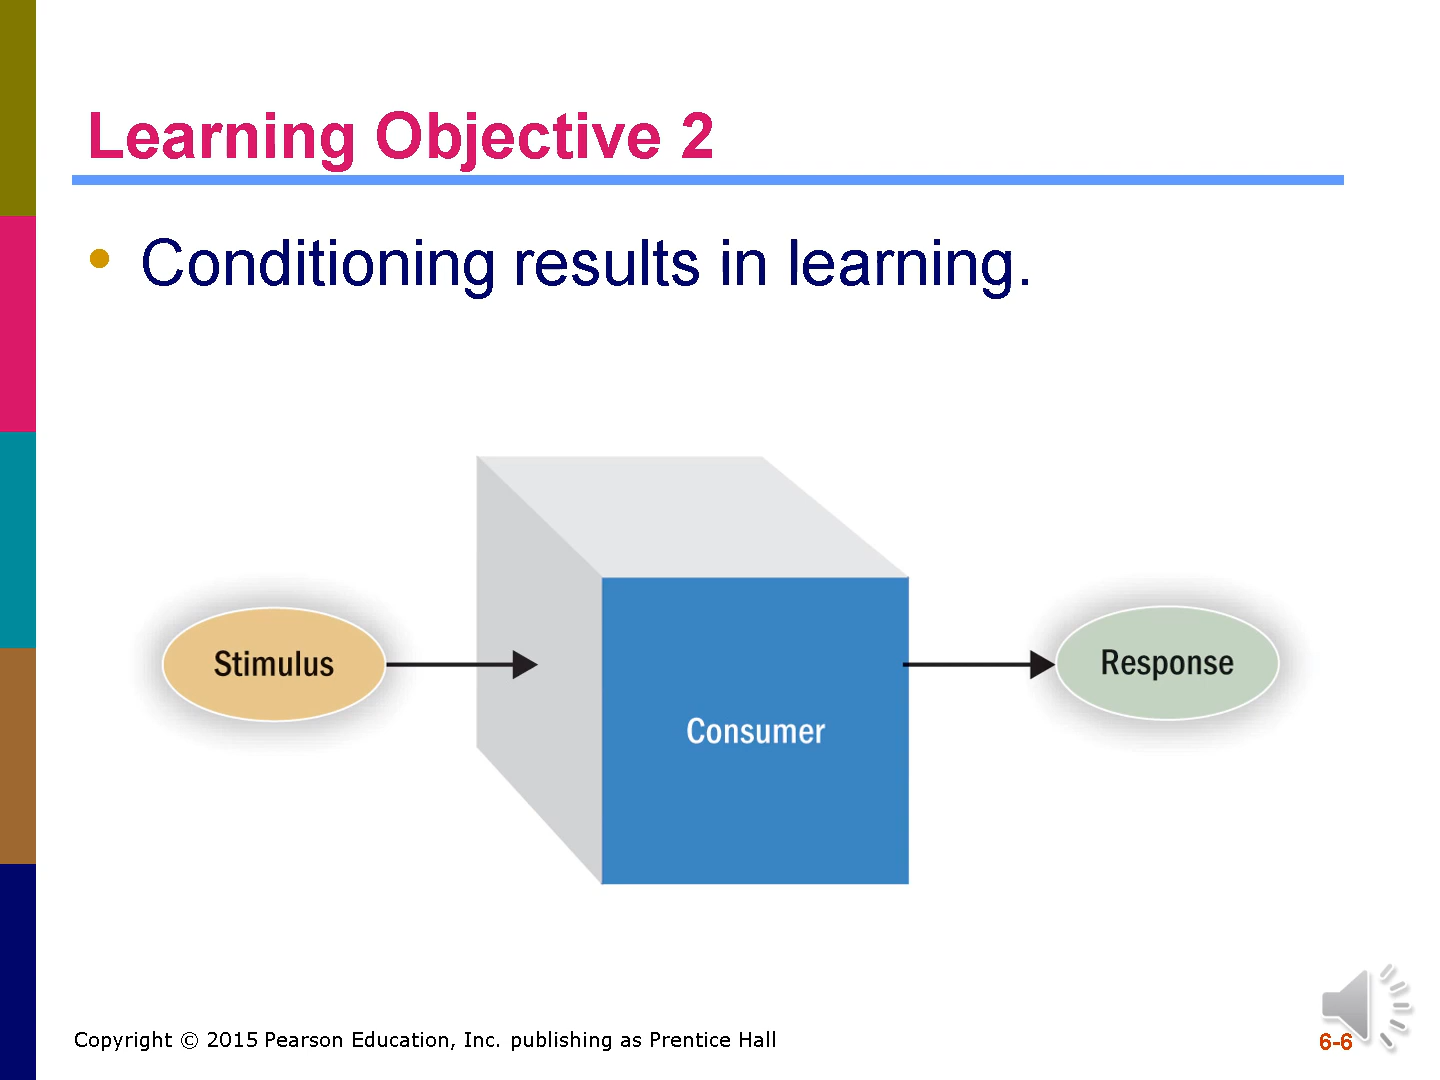 Learning Objective 2
• Conditioning results in learning.
Stimulus
Consumer
Response
Copyright © 2015 Pearson Education, Inc. publishing as Prentice Hall
6-6